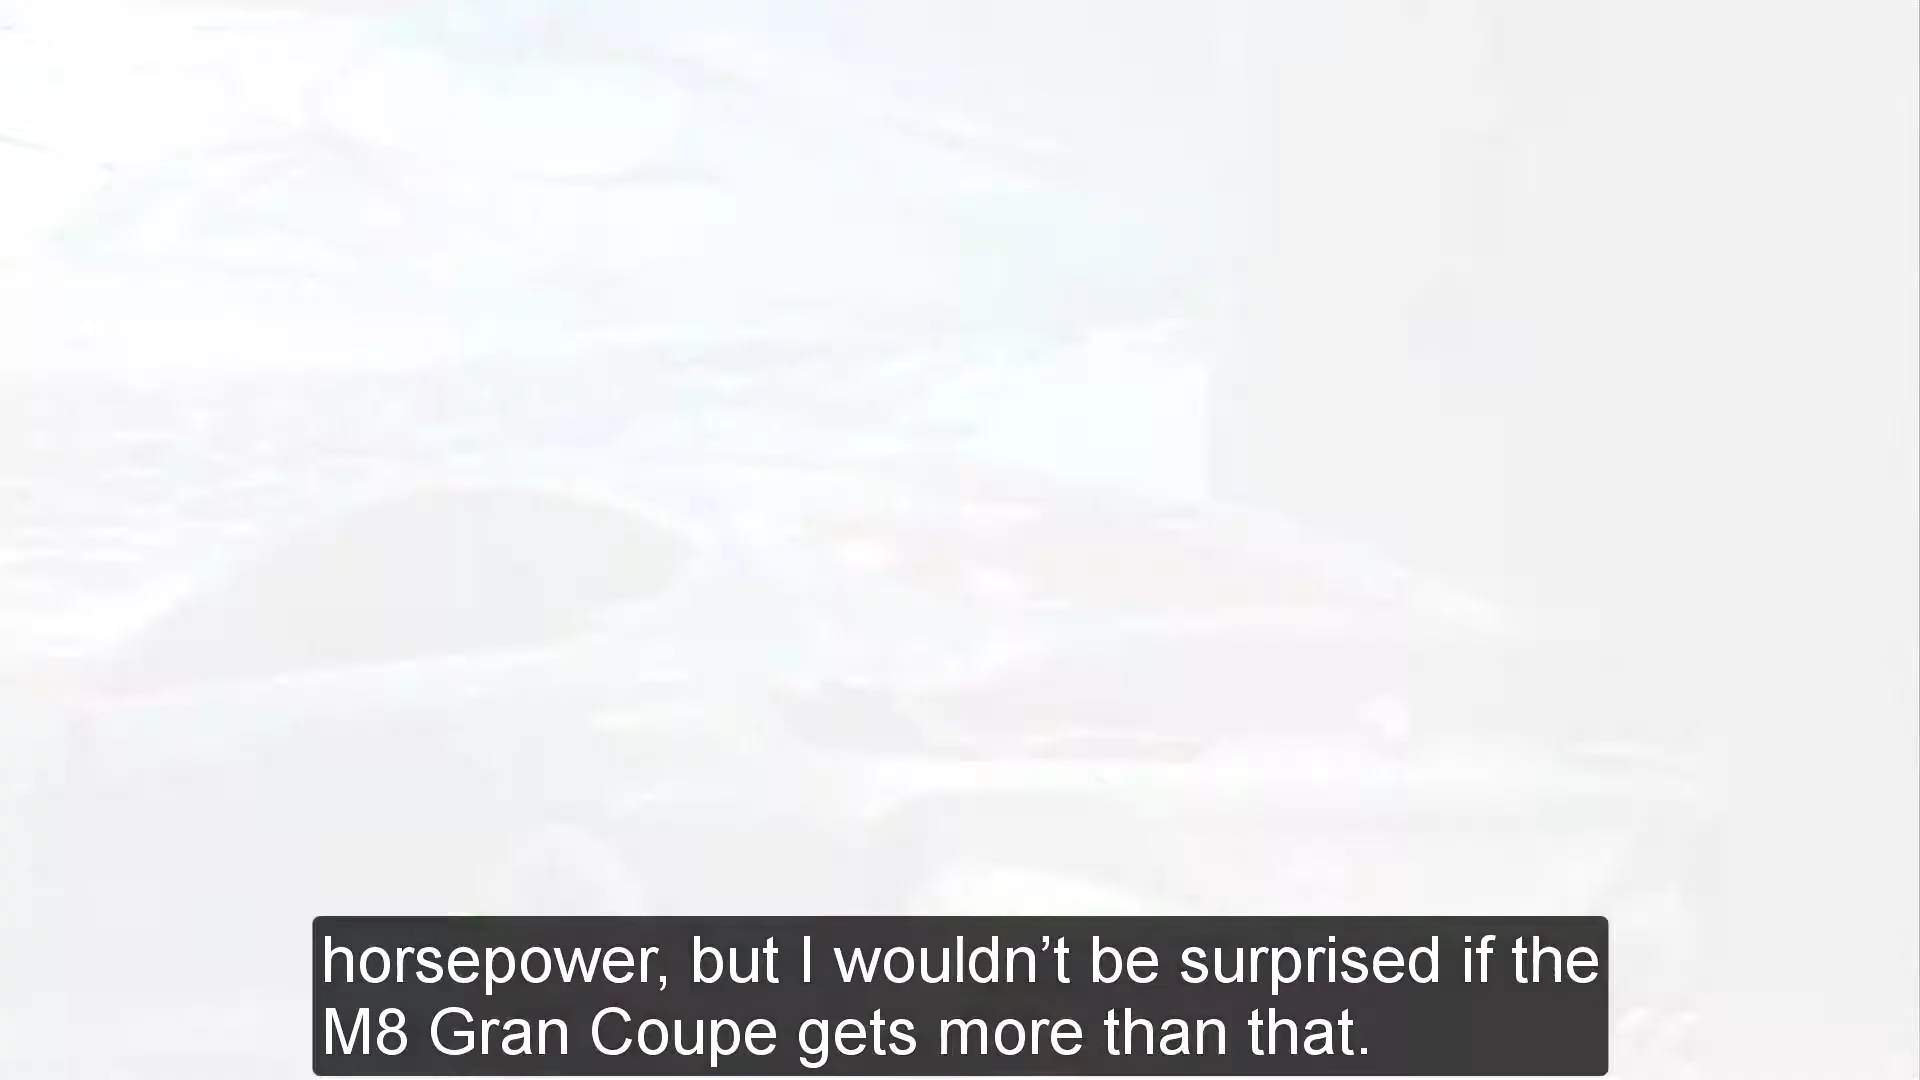 horsepower, but I wouldn’t be surprised if the
M8 Gran Coupe gets more than that.